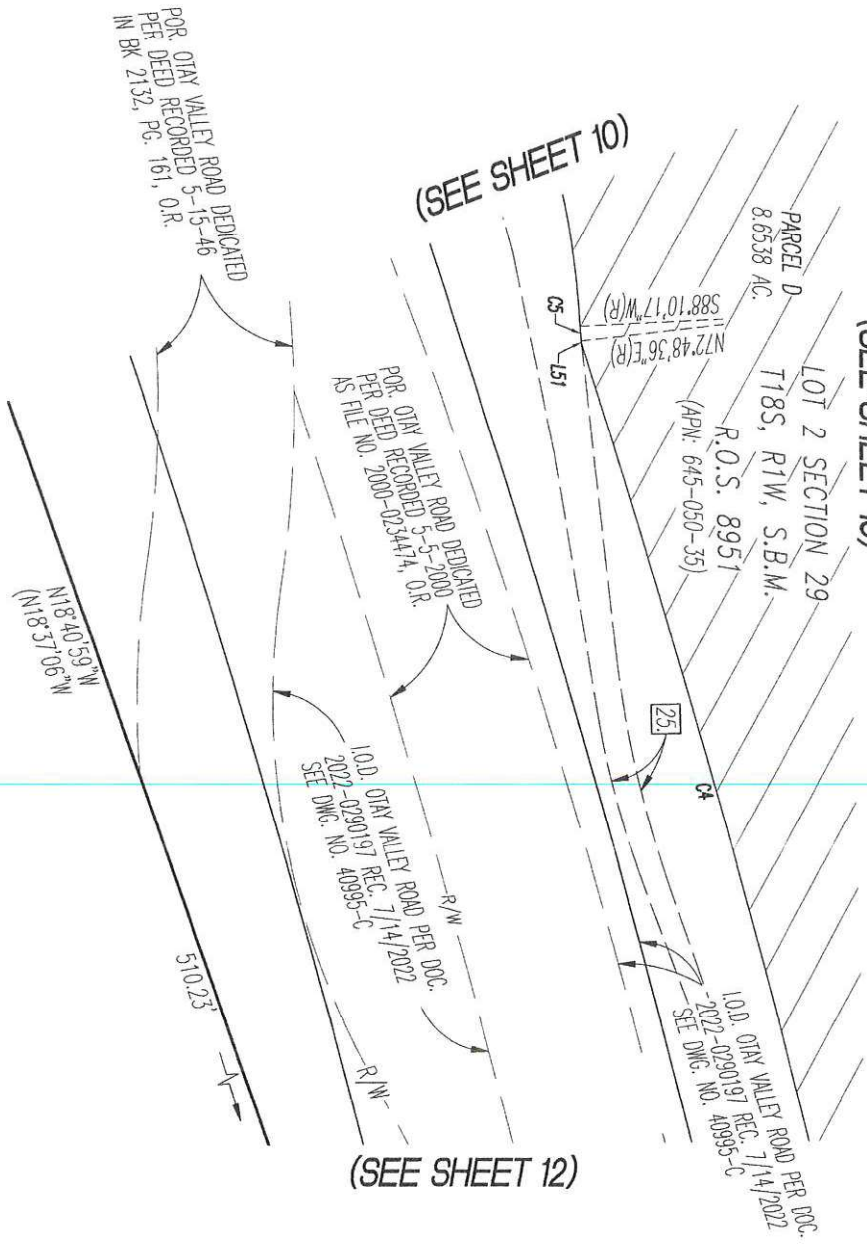 POR. OTAY VALLEY ROAD DEDICATED
PER DEED RECORDED 5-15-46
IN BK 2132, PG. 161, O.R.
(SEE SHEET 10)
PARCEL D
8.6538 AC.
S88°10'17"W(R)
N72°48'36"E(R)
C5
L51
LOT 2 SECTION 29
T18S, R1W, S.B.M.
R.O.S. 8951
(APN: 645-050-35)
25.
C4
POR. OTAY VALLEY ROAD DEDICATED
PER DEED RECORDED 5-5-2000
AS FILE NO. 2000-0234474, O.R.
R/W
I.O.D. OTAY VALLEY ROAD PER DOC.
2022-0290197 REC. 7/14/2022
SEE DWG. NO. 40995-C
I.O.D. OTAY VALLEY ROAD PER DOC.
2022-0290197 REC. 7/14/2022
SEE DWG. NO. 40995-C
R/W
N18°40'59"W
(N18°37'06"W
510.23'
(SEE SHEET 12)